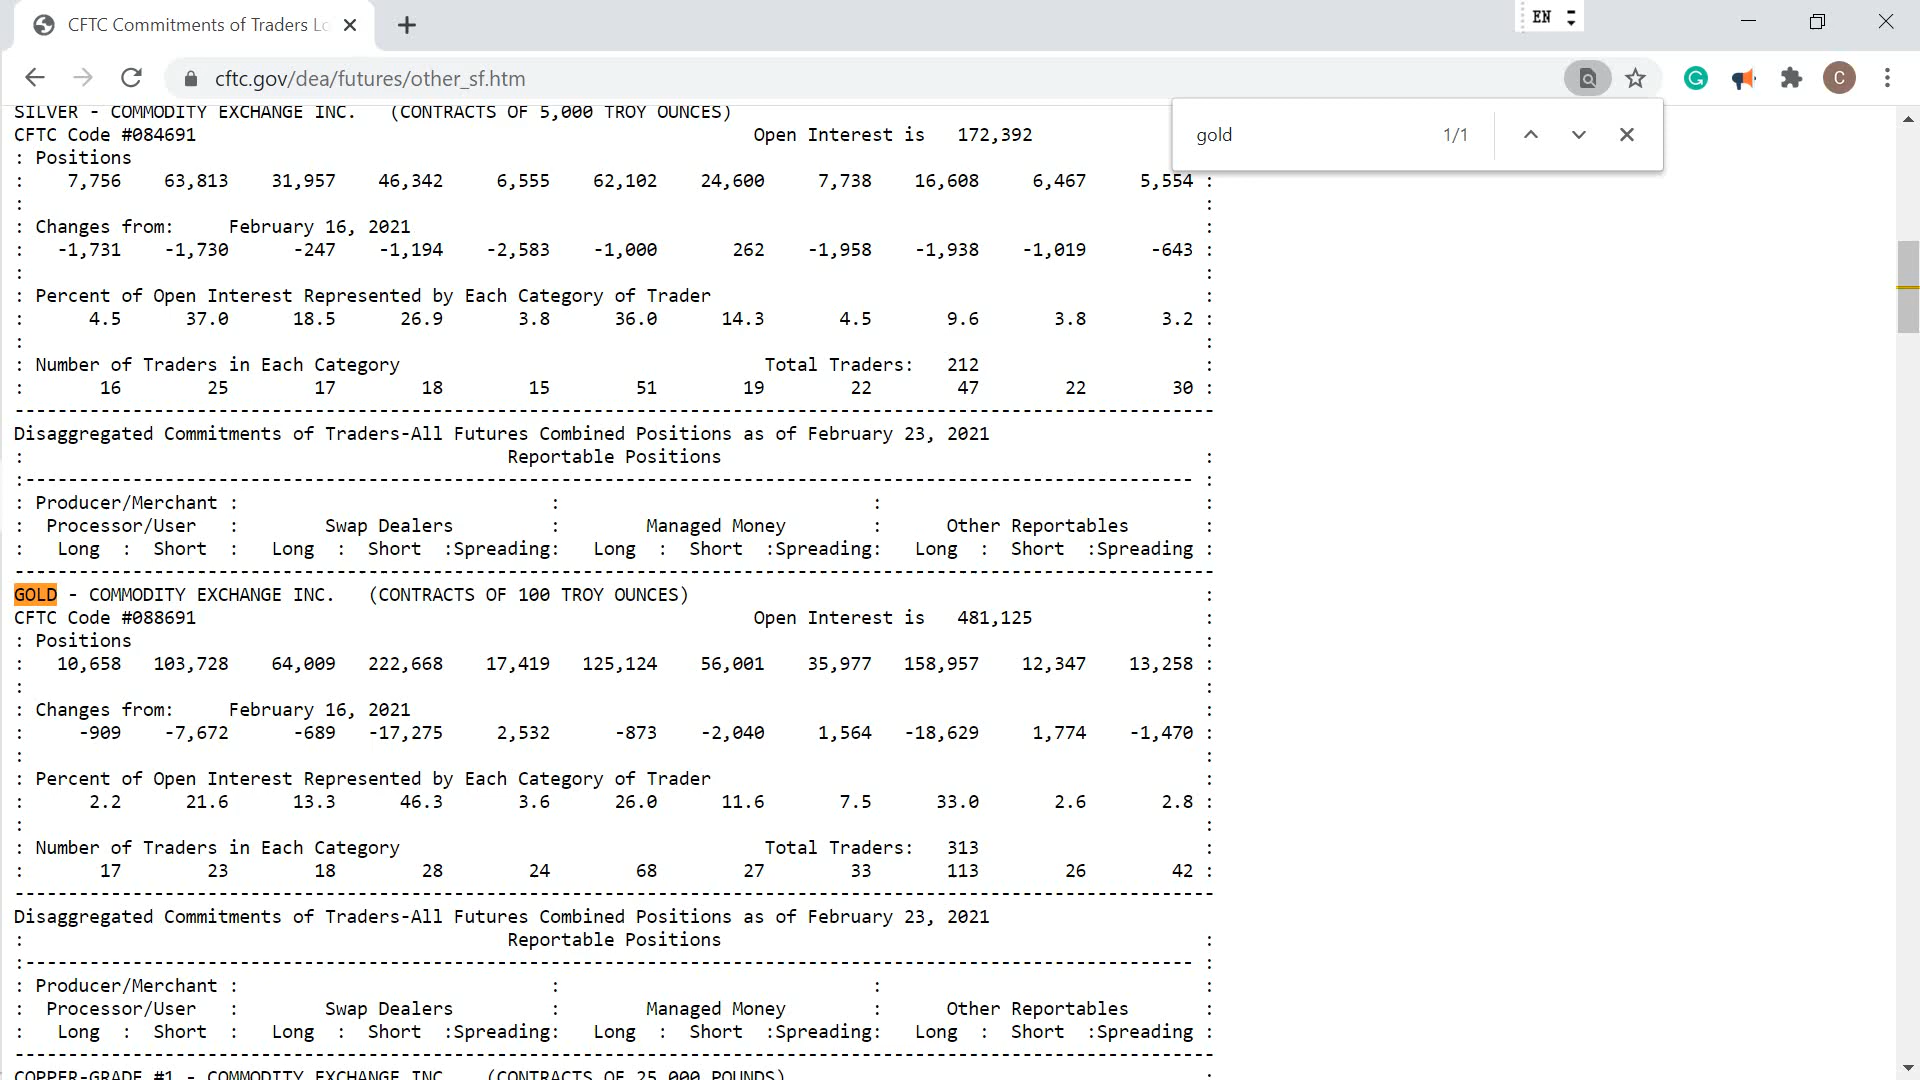 CFTC Commitments of Traders Lo
EN
cftc.gov/dea/futures/other_sf.htm
C
gold 1/1
SILVER - COMMODITY EXCHANGE INC. (CONTRACTS OF 5,000 TROY OUNCES)
CFTC Code #084691 Open Interest is 172,392
: Positions
: 7,756 63,813 31,957 46,342 6,555 62,102 24,600 7,738 16,608 6,467 5,554 :
: :
: Changes from: February 16, 2021 :
: -1,731 -1,730 -247 -1,194 -2,583 -1,000 262 -1,958 -1,938 -1,019 -643 :
: :
: Percent of Open Interest Represented by Each Category of Trader :
: 4.5 37.0 18.5 26.9 3.8 36.0 14.3 4.5 9.6 3.8 3.2 :
: :
: Number of Traders in Each Category Total Traders: 212 :
: 16 25 17 18 15 51 19 22 47 22 30 :
----------------------------------------------------------------------------------------------------------------
Disaggregated Commitments of Traders-All Futures Combined Positions as of February 23, 2021
: Reportable Positions :
:------------------------------------------------------------------------------------------------------------- :
: Producer/Merchant : : : :
: Processor/User : Swap Dealers : Managed Money : Other Reportables :
: Long : Short : Long : Short :Spreading: Long : Short :Spreading: Long : Short :Spreading :
----------------------------------------------------------------------------------------------------------------
GOLD - COMMODITY EXCHANGE INC. (CONTRACTS OF 100 TROY OUNCES) :
CFTC Code #088691 Open Interest is 481,125 :
: Positions :
: 10,658 103,728 64,009 222,668 17,419 125,124 56,001 35,977 158,957 12,347 13,258 :
: :
: Changes from: February 16, 2021 :
: -909 -7,672 -689 -17,275 2,532 -873 -2,040 1,564 -18,629 1,774 -1,470 :
: :
: Percent of Open Interest Represented by Each Category of Trader :
: 2.2 21.6 13.3 46.3 3.6 26.0 11.6 7.5 33.0 2.6 2.8 :
: :
: Number of Traders in Each Category Total Traders: 313 :
: 17 23 18 28 24 68 27 33 113 26 42 :
----------------------------------------------------------------------------------------------------------------
Disaggregated Commitments of Traders-All Futures Combined Positions as of February 23, 2021
: Reportable Positions :
:------------------------------------------------------------------------------------------------------------- :
: Producer/Merchant : : : :
: Processor/User : Swap Dealers : Managed Money : Other Reportables :
: Long : Short : Long : Short :Spreading: Long : Short :Spreading: Long : Short :Spreading :
----------------------------------------------------------------------------------------------------------------
COPPER-GRADE #1 - COMMODITY EXCHANGE INC. (CONTRACTS OF 25,000 POUNDS) :